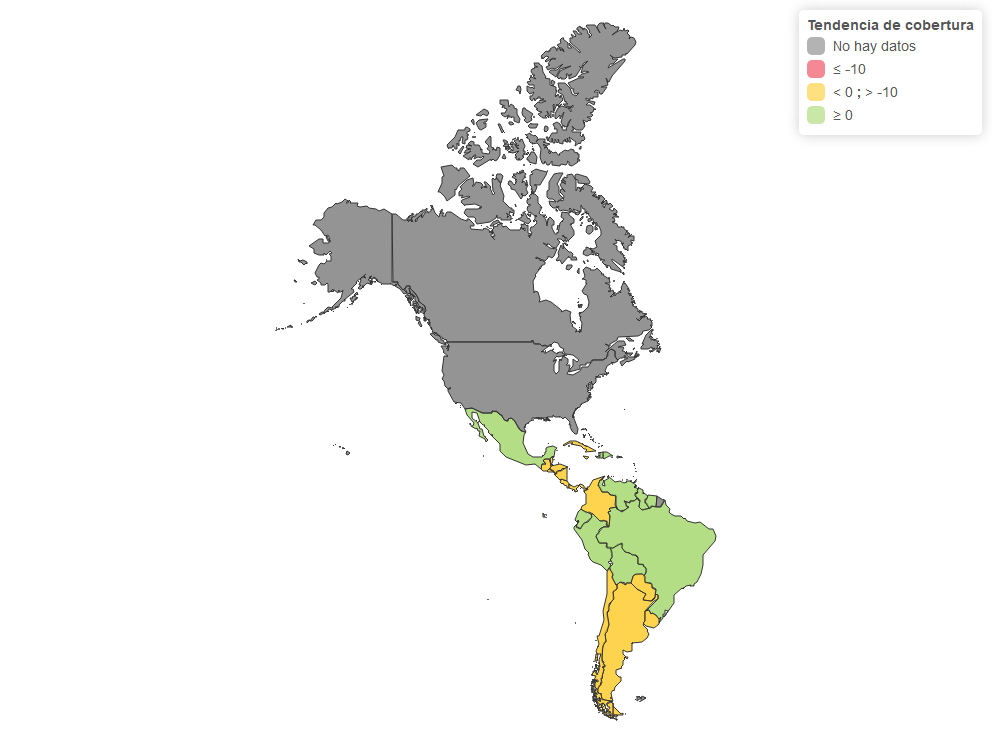 Tendencia de cobertura
No hay datos
≤ -10
< 0 ; > -10
≥ 0